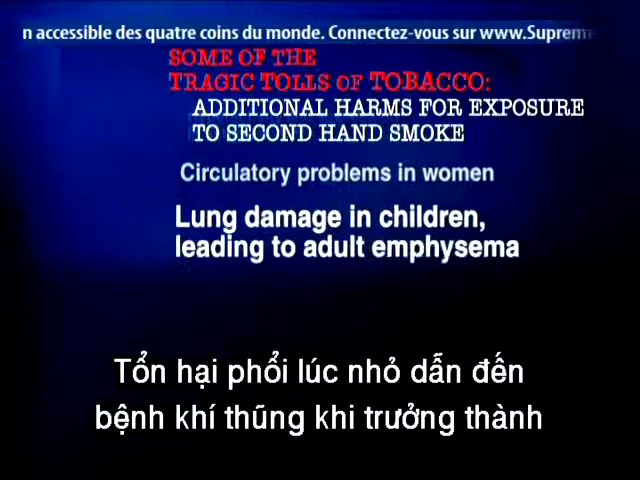 n accessible des quatre coins du monde. Connectez-vous sur www.Suprem
SOME OF THE
TRAGIC TOLLS OF TOBACCO:
ADDITIONAL HARMS FOR EXPOSURE
TO SECOND HAND SMOKE
Circulatory problems in women
Lung damage in children,
leading to adult emphysema
Tổn hại phổi lúc nhỏ dẫn đến
bệnh khí thũng khi trưởng thành